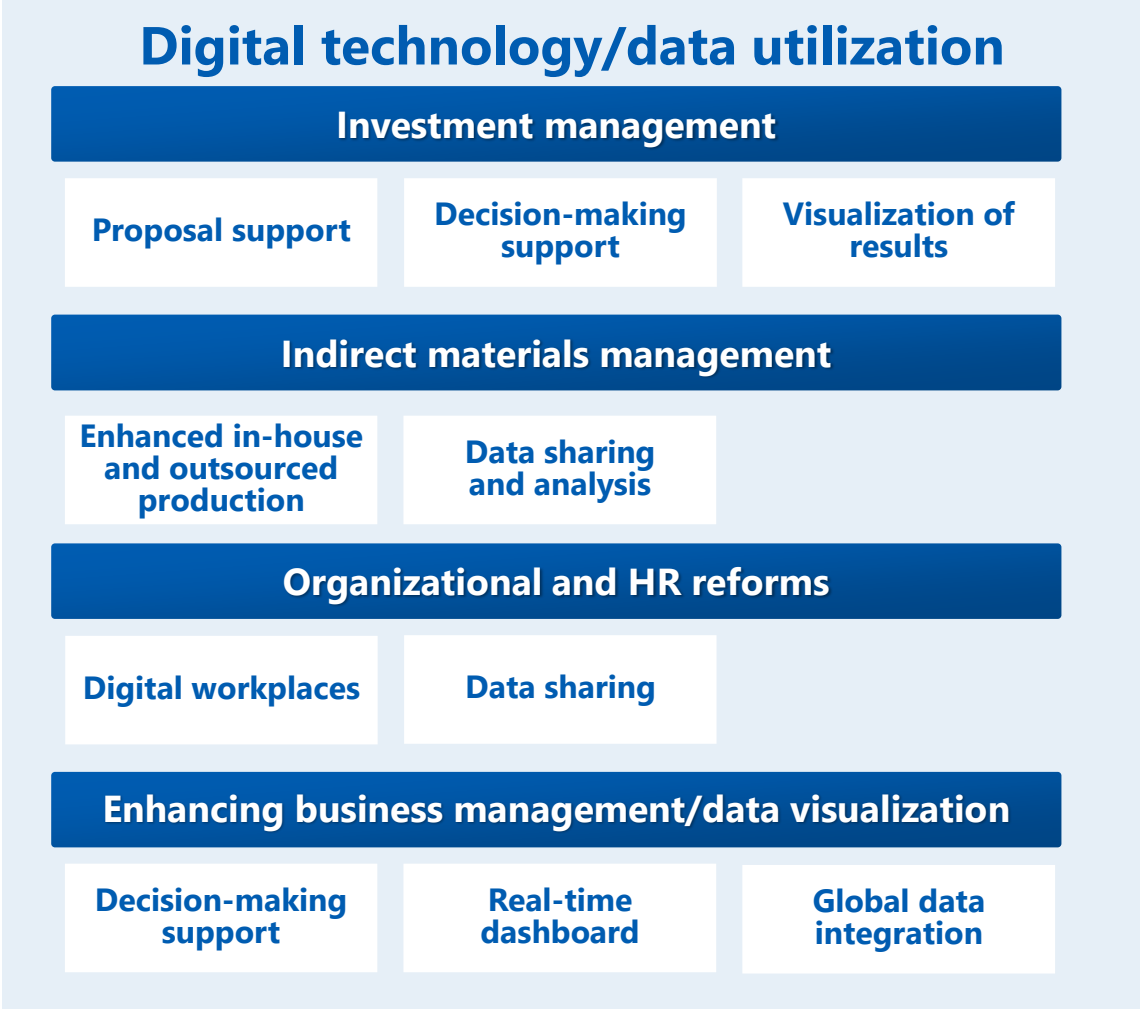 Digital technology/data utilization
Investment management
Proposal support
Decision-making
support
Visualization of
results
Indirect materials management
Enhanced in-house
and outsourced
production
Data sharing
and analysis
Organizational and HR reforms
Digital workplaces
Data sharing
Enhancing business management/data visualization
Decision-making
support
Real-time
dashboard
Global data
integration